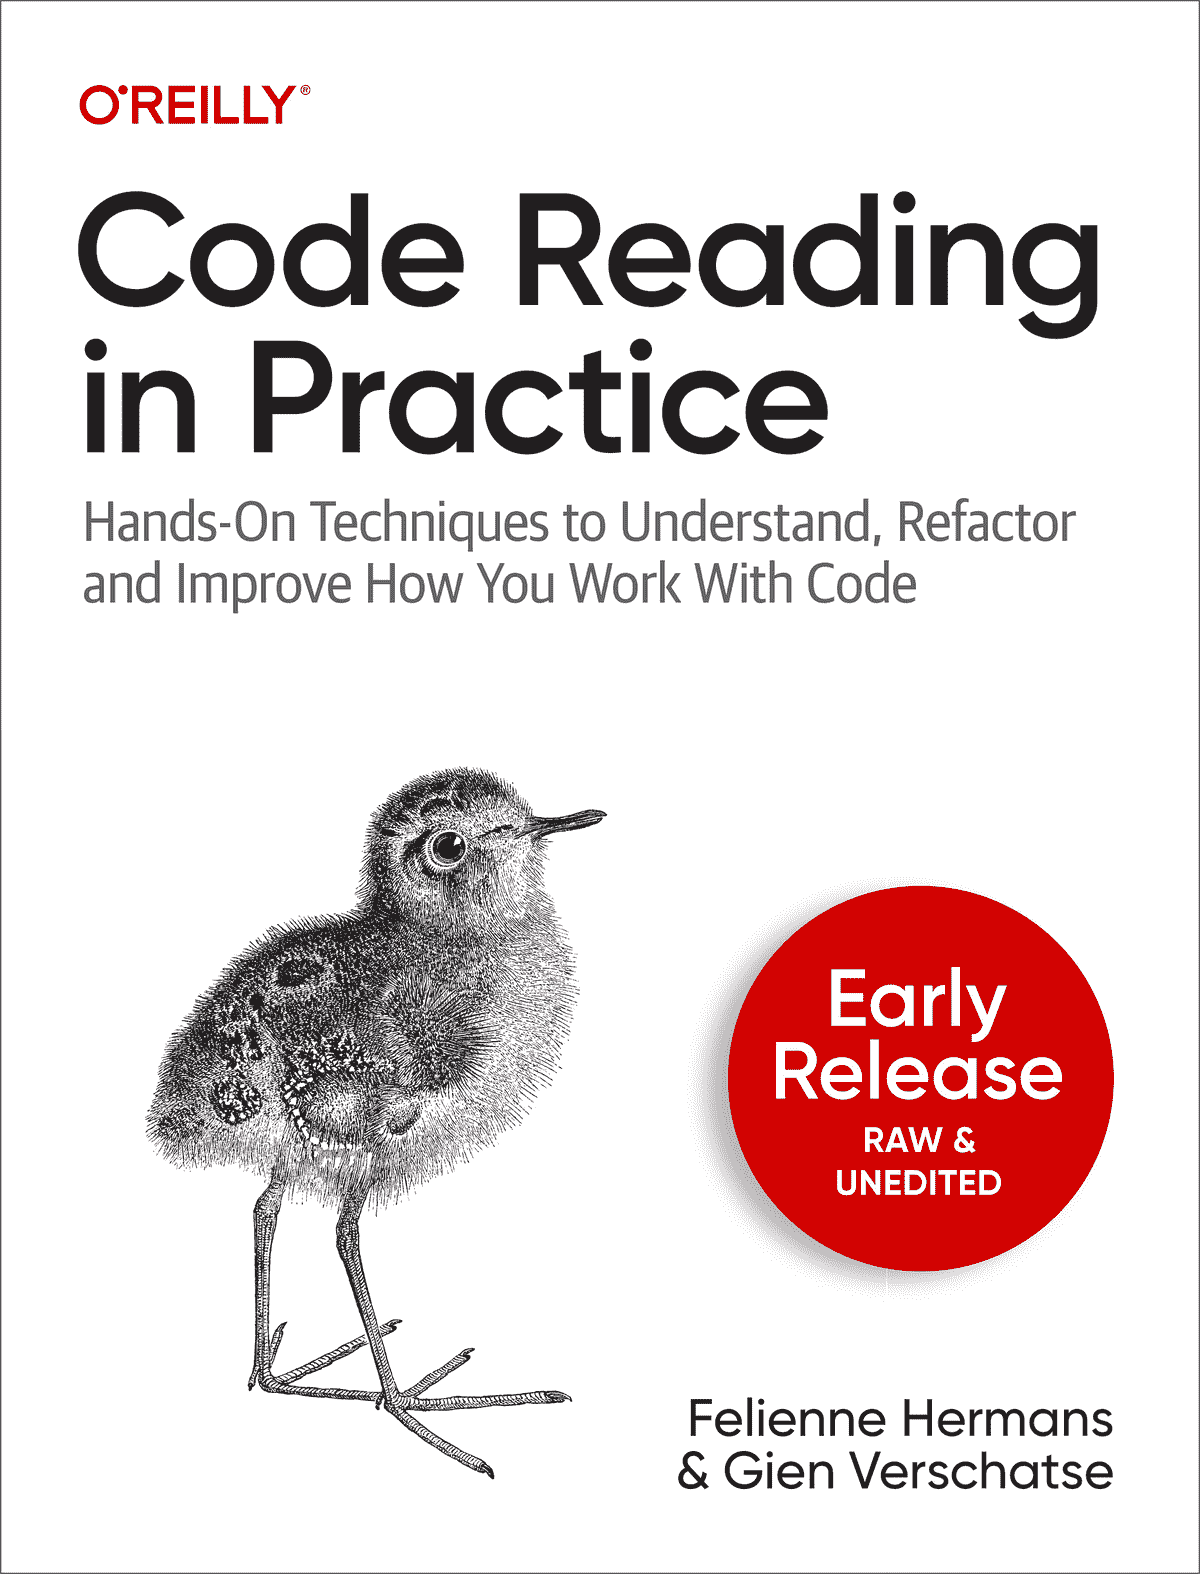 O'REILLY®
Code Reading
in Practice
Hands-On Techniques to Understand, Refactor
and Improve How You Work With Code
Early
Release
RAW &
UNEDITED
Felienne Hermans
& Gien Verschatse